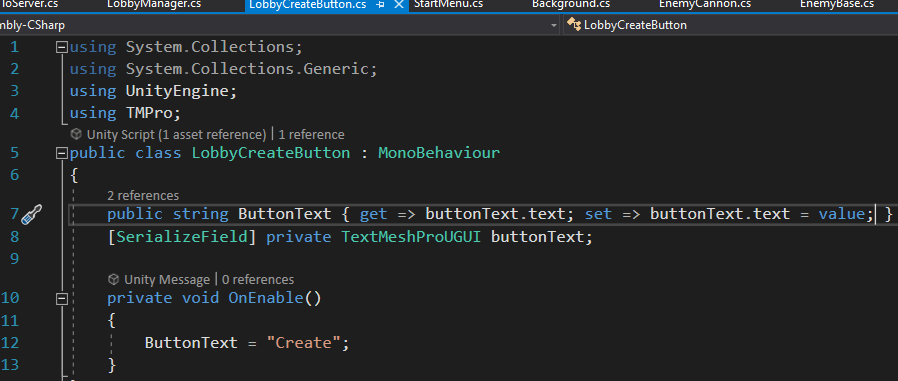 ToServer.cs LobbyManager.cs LobbyCreateButton.cs StartMenu.cs Background.cs EnemyCannon.cs EnemyBase.cs
mbly-CSharp LobbyCreateButton
1 using System.Collections;
2 using System.Collections.Generic;
3 using UnityEngine;
4 using TMPro;
Unity Script (1 asset reference) | 1 reference
5 public class LobbyCreateButton : MonoBehaviour
6 {
2 references
7 public string ButtonText { get => buttonText.text; set => buttonText.text = value; }
8 [SerializeField] private TextMeshProUGUI buttonText;
9
Unity Message | 0 references
10 private void OnEnable()
11 {
12 ButtonText = "Create";
13 }